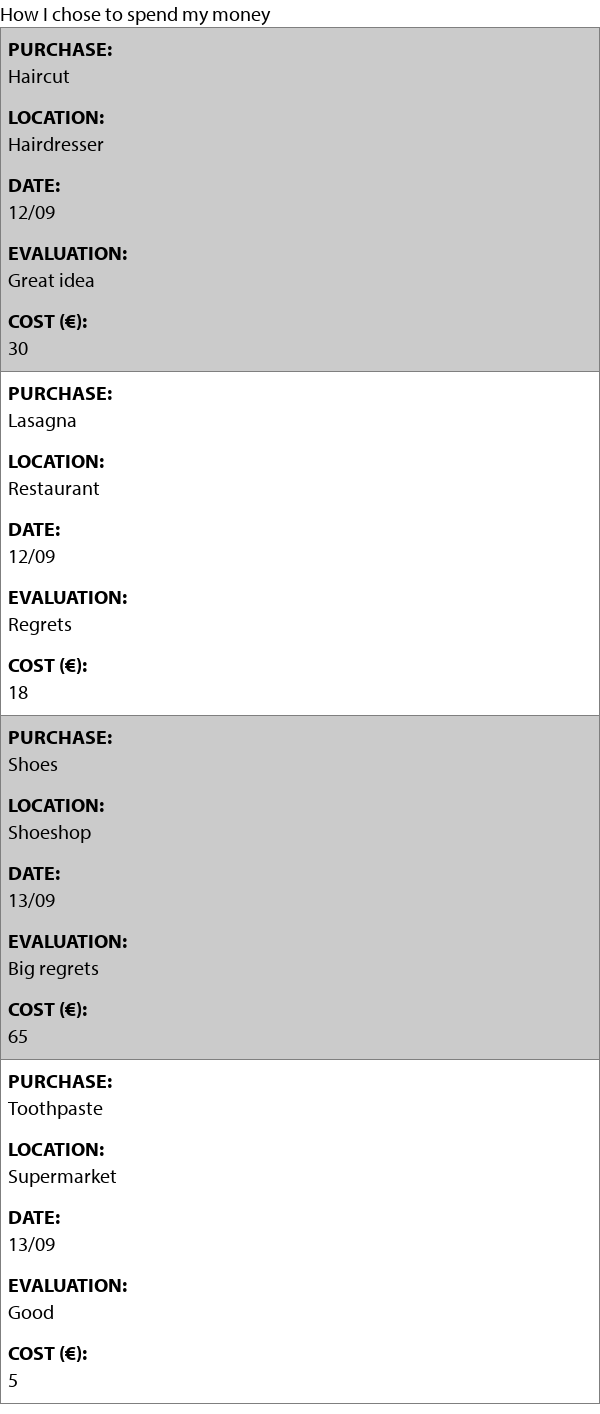 How I chose to spend my money
PURCHASE:
Haircut
LOCATION:
Hairdresser
DATE:
12/09
EVALUATION:
Great idea
COST (€):
30
PURCHASE:
Lasagna
LOCATION:
Restaurant
DATE:
12/09
EVALUATION:
Regrets
COST (€):
18
PURCHASE:
Shoes
LOCATION:
Shoeshop
DATE:
13/09
EVALUATION:
Big regrets
COST (€):
65
PURCHASE:
Toothpaste
LOCATION:
Supermarket
DATE:
13/09
EVALUATION:
Good
COST (€):
5